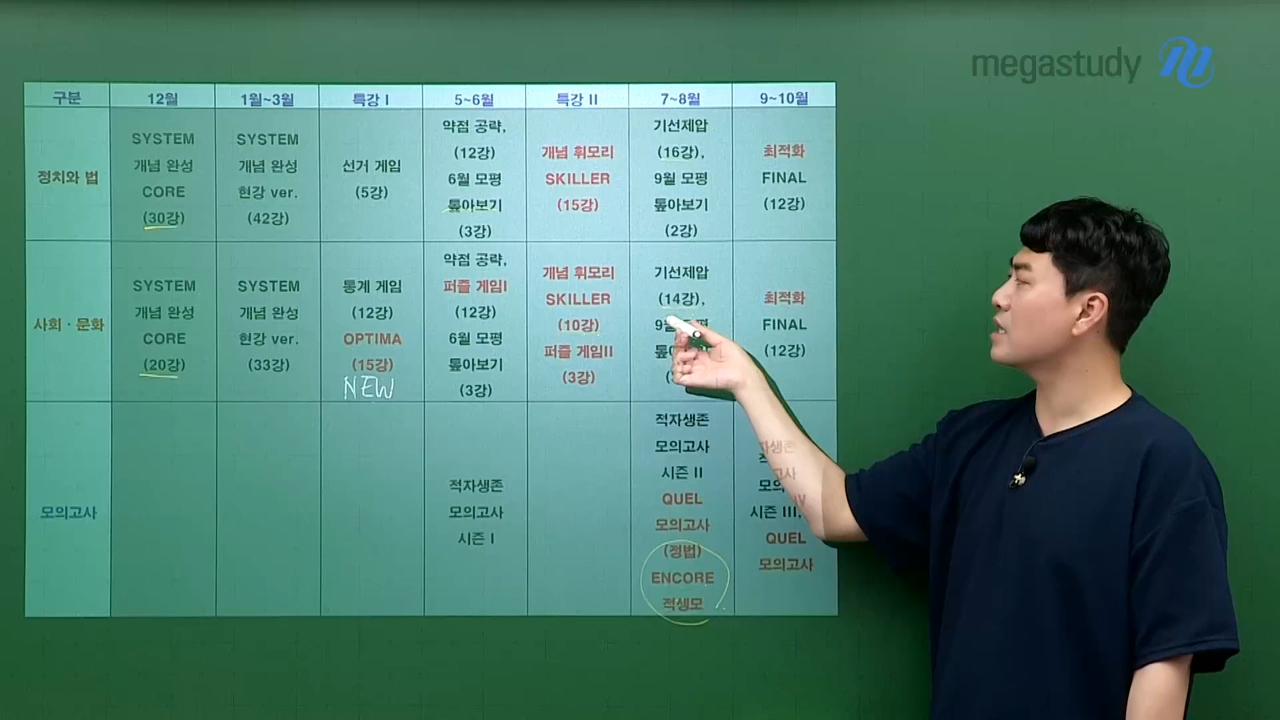 megastudy
구분 12월 1월~3월 특강 I 5~6월 특강 II 7~8월 9~10월
정치와 법
SYSTEM
개념 완성
CORE
(30강)
SYSTEM
개념 완성
현강 ver.
(42강)
선거 게임
(5강)
약점 공략,
(12강)
6월 모평
톺아보기
(3강)
개념 휘모리
SKILLER
(15강)
기선제압
(16강),
9월 모평
톺아보기
(2강)
최적화
FINAL
(12강)
사회·문화
SYSTEM
개념 완성
CORE
(20강)
SYSTEM
개념 완성
현강 ver.
(33강)
통계 게임
(12강)
OPTIMA
(15강)
NEW
약점 공략,
퍼즐 게임I
(12강)
6월 모평
톺아보기
(3강)
개념 휘모리
SKILLER
(10강)
퍼즐 게임II
(3강)
기선제압
(14강),
최적화
FINAL
(12강)
모의고사
적자생존
모의고사
시즌 I
적자생존
모의고사
시즌 II
QUEL
모의고사
(정법)
ENCORE
적생모
시즌 III,
QUEL
모의고사